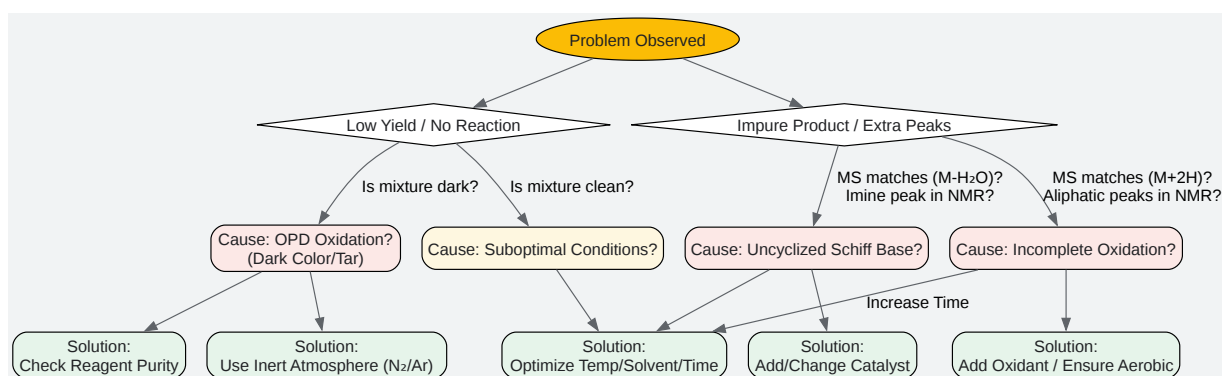 Problem Observed
Low Yield / No Reaction
Impure Product / Extra Peaks
Is mixture dark?
Is mixture clean?
MS matches (M-H₂O)?
Imine peak in NMR?
MS matches (M+2H)?
Aliphatic peaks in NMR?
Cause: OPD Oxidation?
(Dark Color/Tar)
Cause: Suboptimal Conditions?
Cause: Uncyclized Schiff Base?
Cause: Incomplete Oxidation?
Increase Time
Solution:
Check Reagent Purity
Solution:
Use Inert Atmosphere (N₂/Ar)
Solution:
Optimize Temp/Solvent/Time
Solution:
Add/Change Catalyst
Solution:
Add Oxidant / Ensure Aerobic